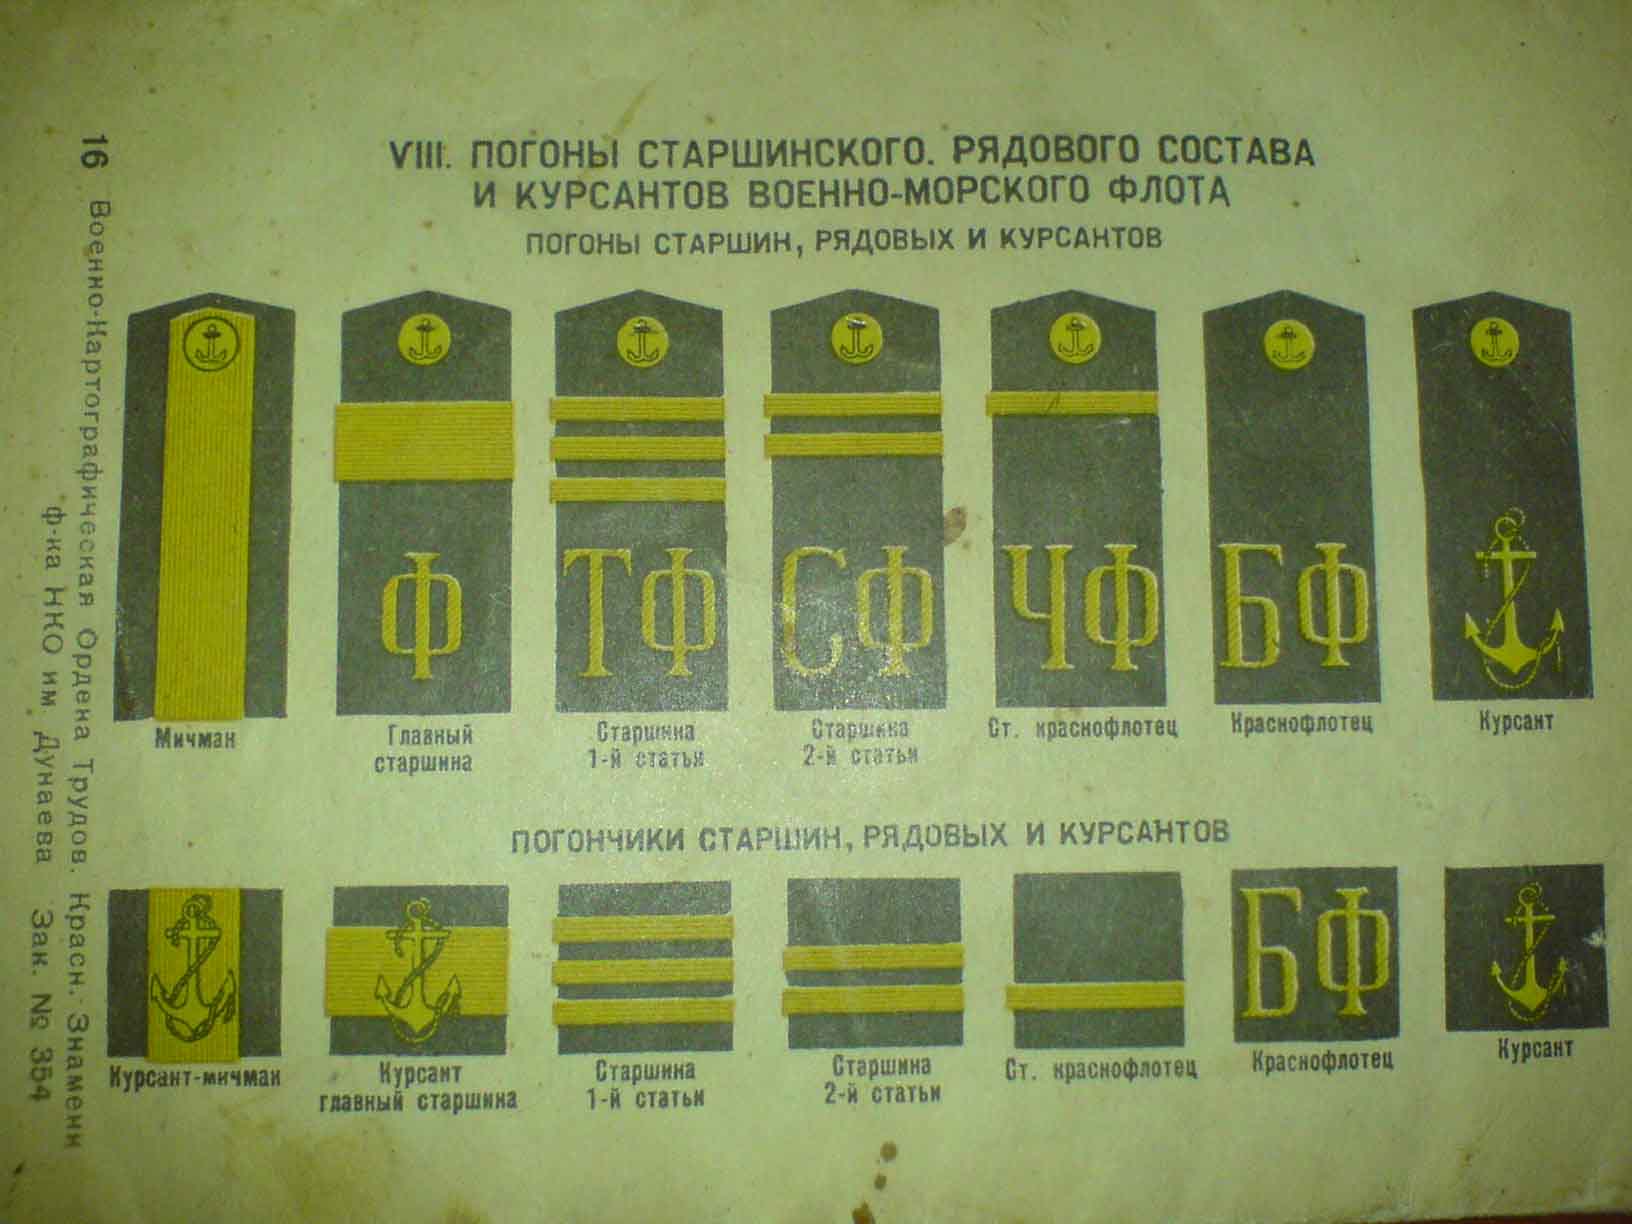 VIII. ПОГОНЫ СТАРШИНСКОГО. РЯДОВОГО СОСТАВА
И КУРСАНТОВ ВОЕННО-МОРСКОГО ФЛОТА
ПОГОНЫ СТАРШИН, РЯДОВЫХ И КУРСАНТОВ
Ф
ТФ
СФ
ЧФ
БФ
Мичман
Главный
старшина
Старшина
1-й статьи
Старшина
2-й статьи
Ст. краснофлотец
Краснофлотец
Курсант
ПОГОНЧИКИ СТАРШИН, РЯДОВЫХ И КУРСАНТОВ
БФ
Курсант-мичман
Курсант
главный старшина
Старшина
1-й статьи
Старшина
2-й статьи
Ст. краснофлотец
Краснофлотец
Курсант
16 Военно-Картографическая Ордена Трудов. Красн. Знамени
ф-ка НКО им. Дунаева Зак. № 354